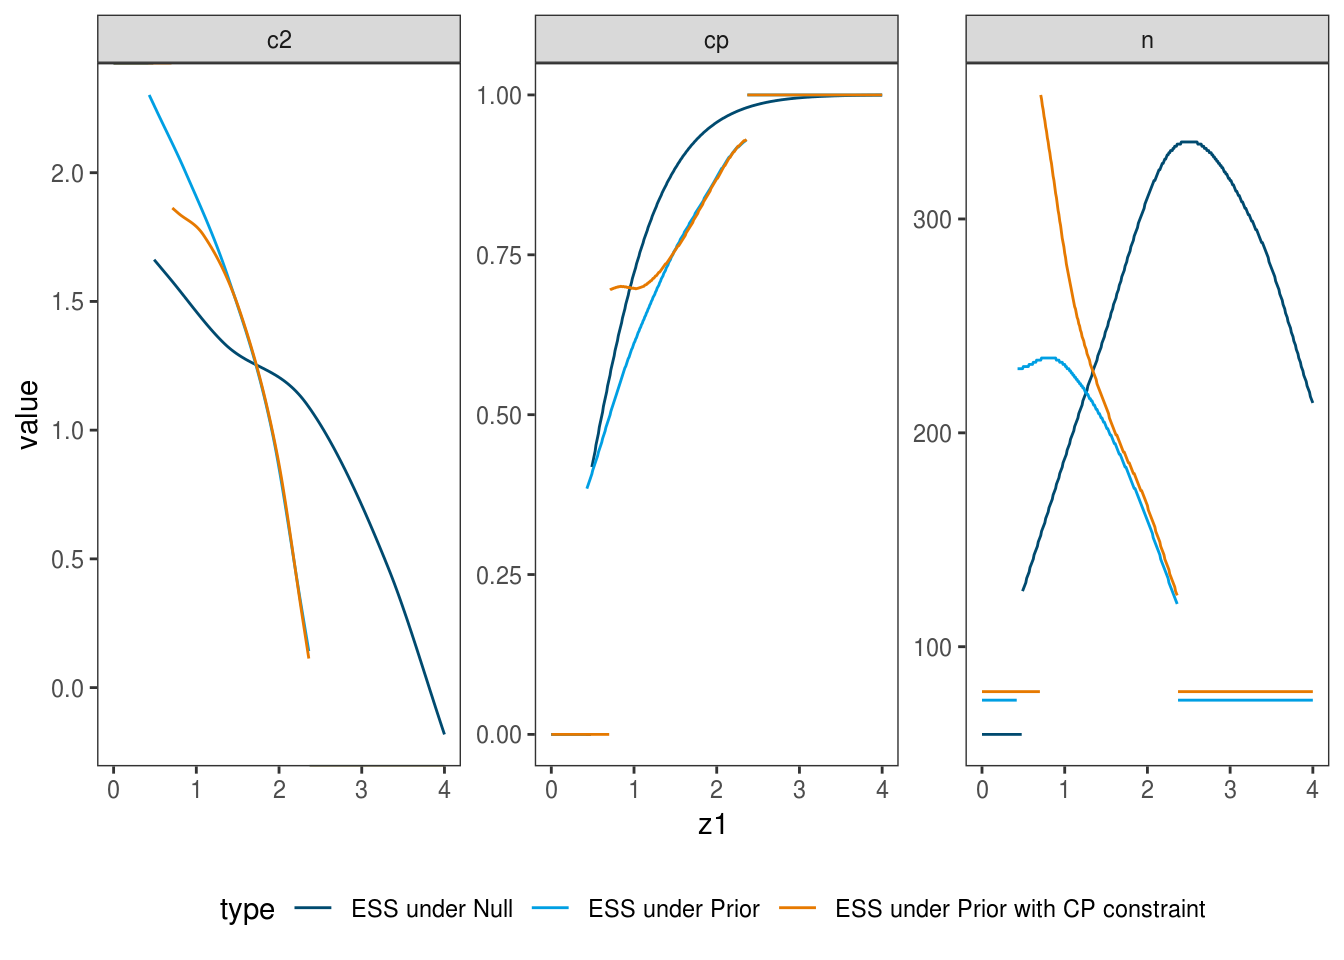 c2
cp
n
value
2.0
1.5
1.0
0.5
0.0
1.00
0.75
0.50
0.25
0.00
300
200
100
0 1 2 3 4
0 1 2 3 4
0 1 2 3 4
z1
type ESS under Null ESS under Prior ESS under Prior with CP constraint